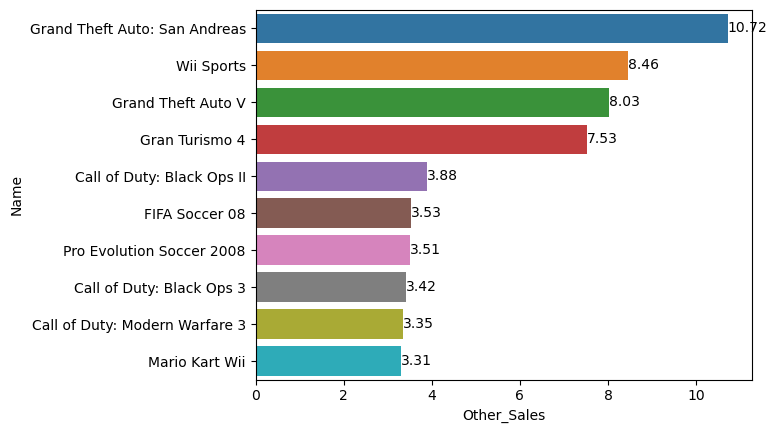 Grand Theft Auto: San Andreas 10.72
Wii Sports 8.46
Grand Theft Auto V 8.03
Gran Turismo 4 7.53
Call of Duty: Black Ops II 3.88
FIFA Soccer 08 3.53
Pro Evolution Soccer 2008 3.51
Call of Duty: Black Ops 3 3.42
Call of Duty: Modern Warfare 3 3.35
Mario Kart Wii 3.31
Name
0 2 4 6 8 10
Other_Sales